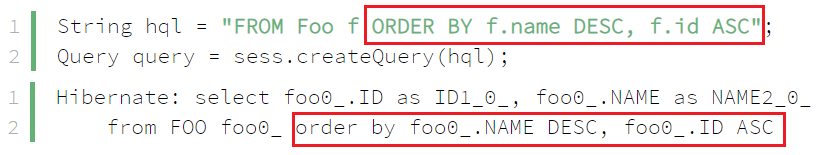 1 String hql = "FROM Foo f ORDER BY f.name DESC, f.id ASC";
2 Query query = sess.createQuery(hql);
1 Hibernate: select foo0_.ID as ID1_0_, foo0_.NAME as NAME2_0_
2 from FOO foo0_ order by foo0_.NAME DESC, foo0_.ID ASC